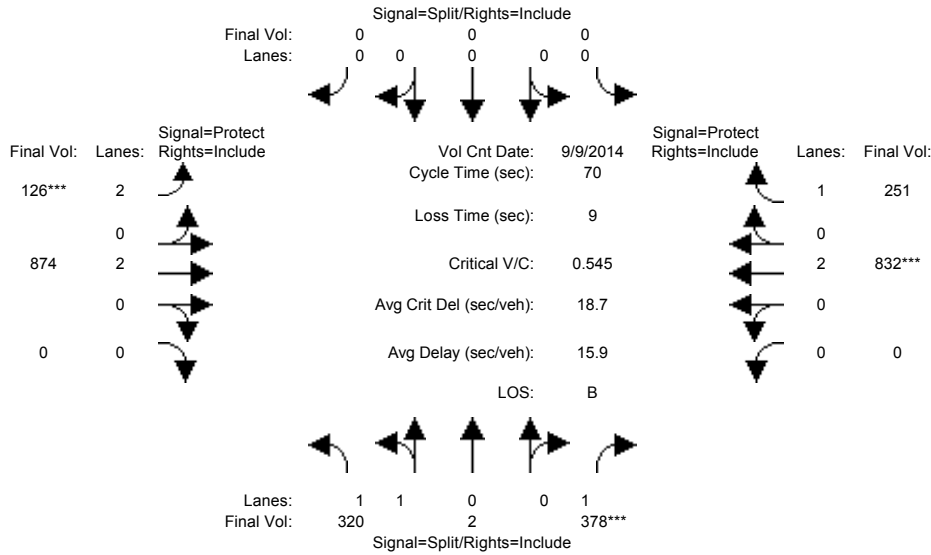 Signal=Split/Rights=Include
Final Vol: 0 0 0
Lanes: 0 0 0 0 0
Signal=Protect Signal=Protect
Final Vol: Lanes: Rights=Include Vol Cnt Date: 9/9/2014 Rights=Include Lanes: Final Vol:
Cycle Time (sec): 70
126*** 2 1 251
Loss Time (sec): 9
0 0
874 2 Critical V/C: 0.545 2 832***
0 Avg Crit Del (sec/veh): 18.7 0
0 0 Avg Delay (sec/veh): 15.9 0 0
LOS: B
Lanes: 1 1 0 0 1
Final Vol: 320 2 378***
Signal=Split/Rights=Include